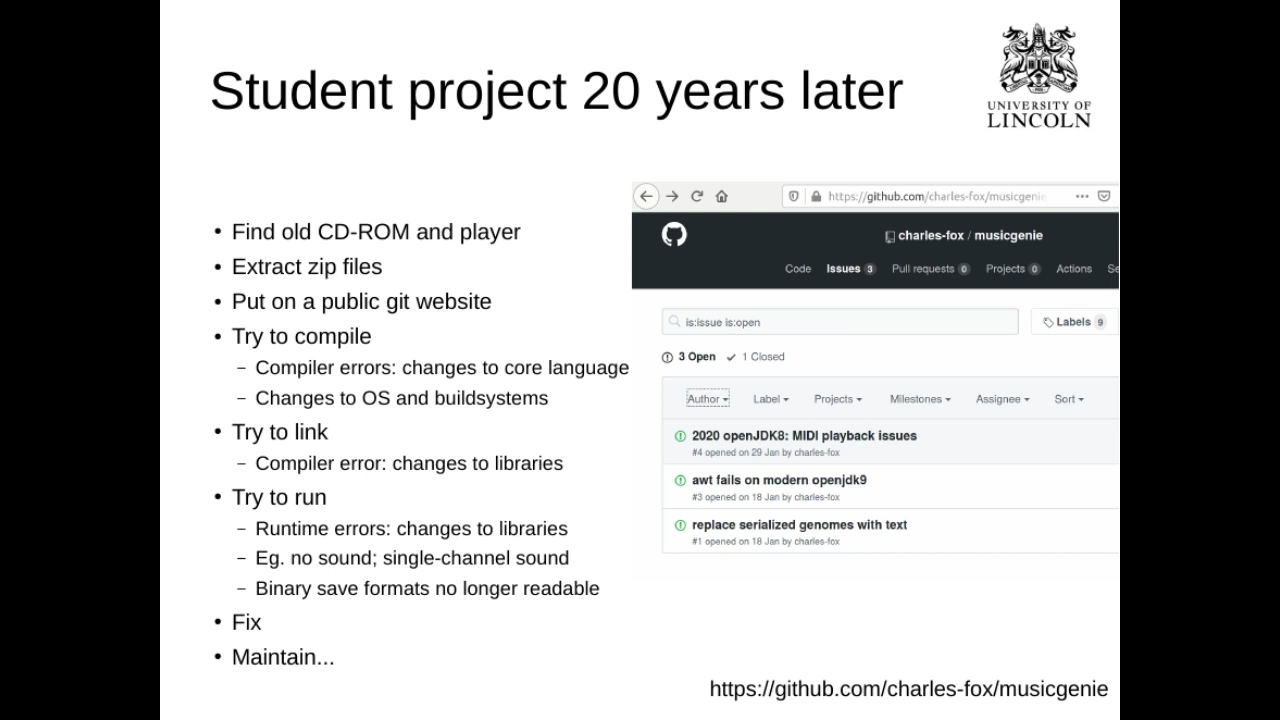 Student project 20 years later
UNIVERSITY OF
LINCOLN
• Find old CD-ROM and player
• Extract zip files
• Put on a public git website
• Try to compile
– Compiler errors: changes to core language
– Changes to OS and buildsystems
• Try to link
– Compiler error: changes to libraries
• Try to run
– Runtime errors: changes to libraries
– Eg. no sound; single-channel sound
– Binary save formats no longer readable
• Fix
• Maintain...
https://github.com/charles-fox/musicgenie
charles-fox / musicgenie
Code Issues 3 Pull requests 0 Projects 0 Actions Se
is:issue is:open
Labels 9
3 Open 1 Closed
Author Label Projects Milestones Assignee Sort
2020 openJDK8: MIDI playback issues
#4 opened on 29 Jan by charles-fox
awt fails on modern openjdk9
#3 opened on 18 Jan by charles-fox
replace serialized genomes with text
#1 opened on 18 Jan by charles-fox
https://github.com/charles-fox/musicgenie